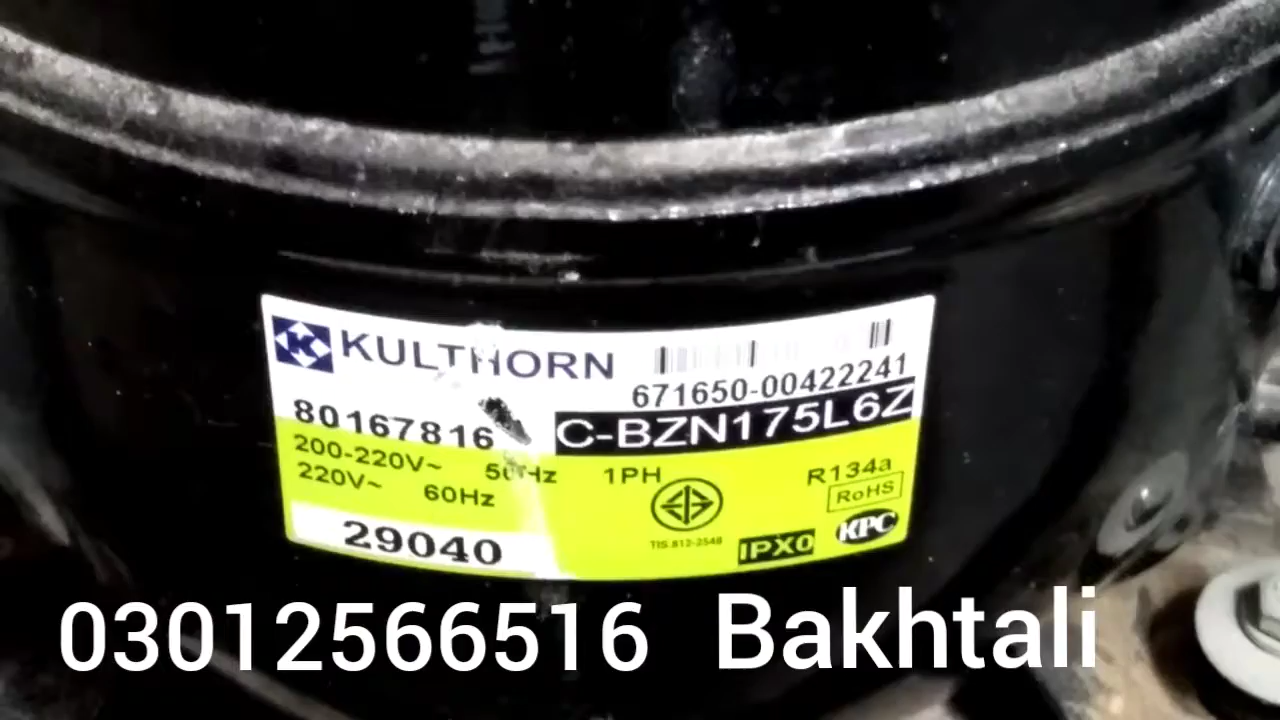 KULTHORN
671650-00422241
80167816
C-BZN175L6Z
200-220V~ 50Hz 1PH
220V~ 60Hz
R134a
RoHS
TIS.812-2548
IPX0
KPC
29040
03012566516 Bakhtali